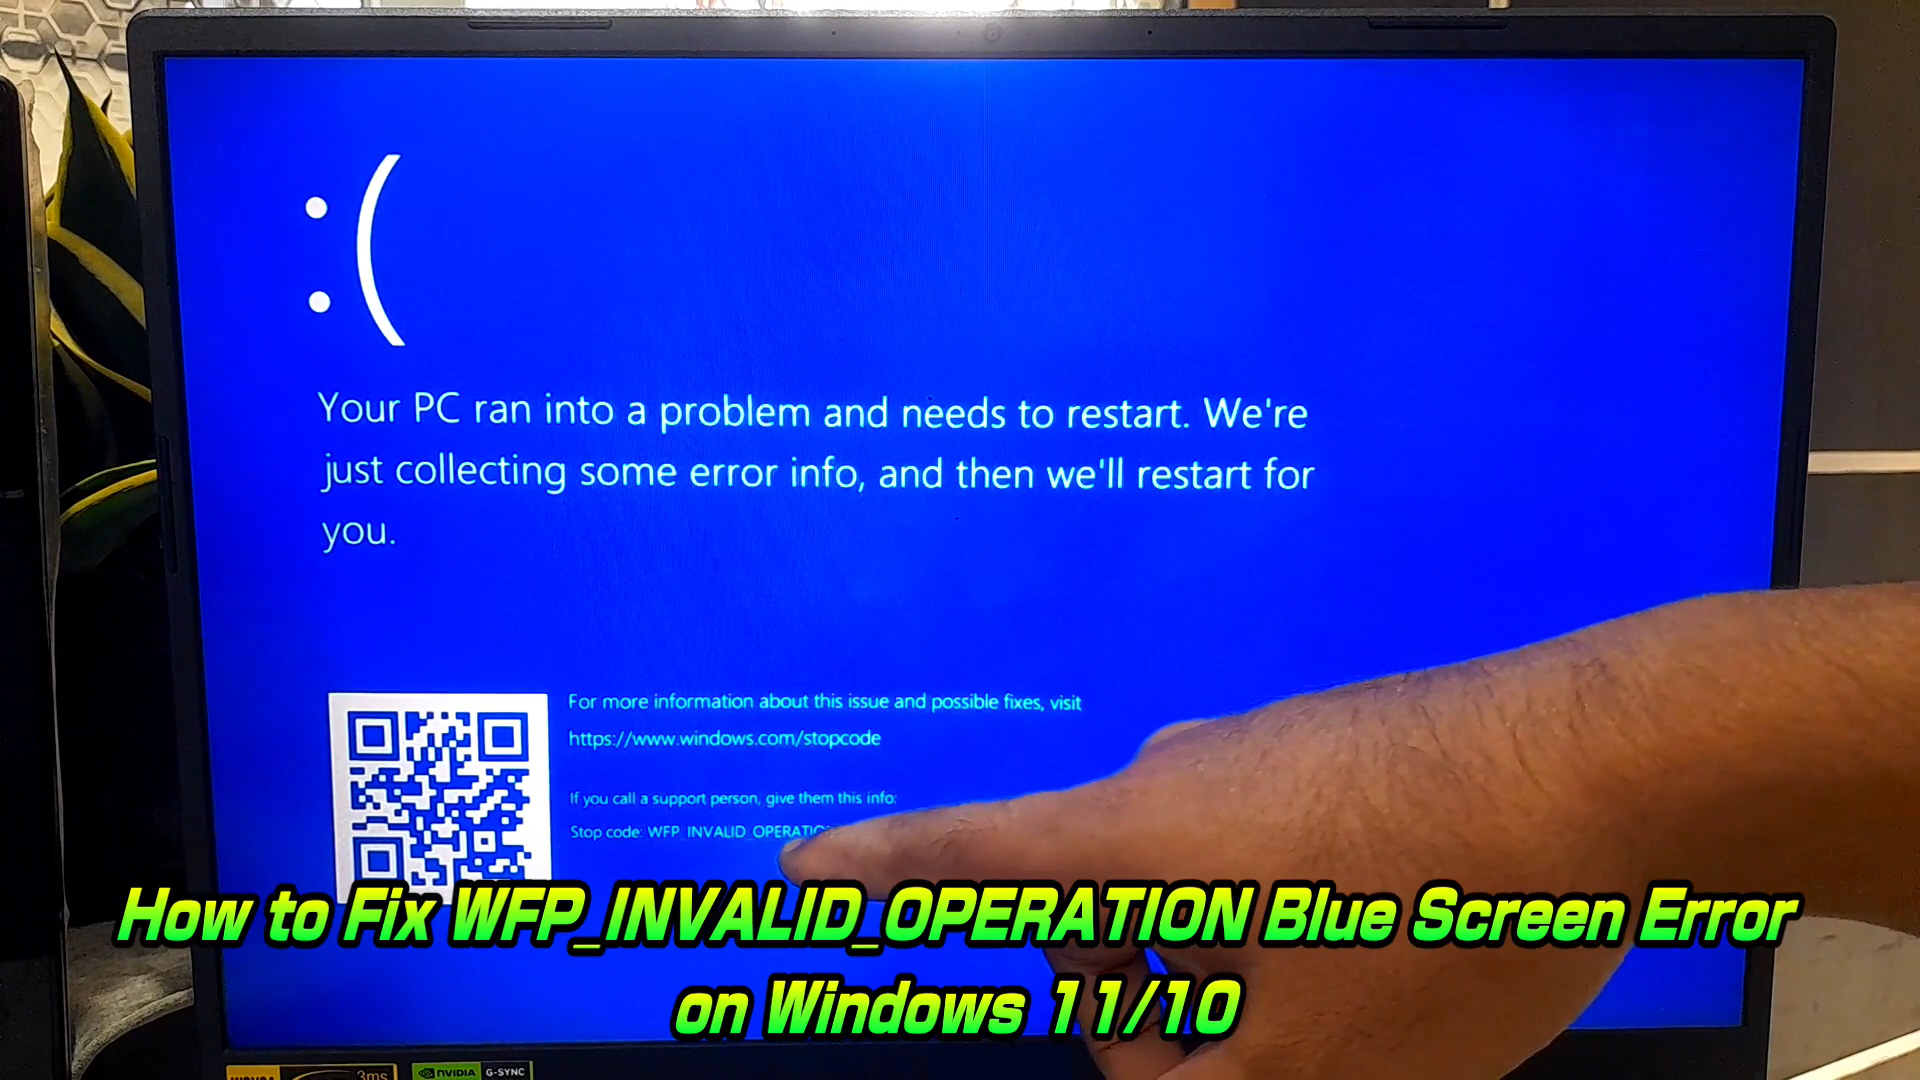 :(
Your PC ran into a problem and needs to restart. We're
just collecting some error info, and then we'll restart for
you.
For more information about this issue and possible fixes, visit
https://www.windows.com/stopcode
If you call a support person, give them this info:
Stop code: WFP_INVALID_OPERATIO
How to Fix WFP_INVALID_OPERATION Blue Screen Error
on Windows 11/10
3ms
NVIDIA G-SYNC